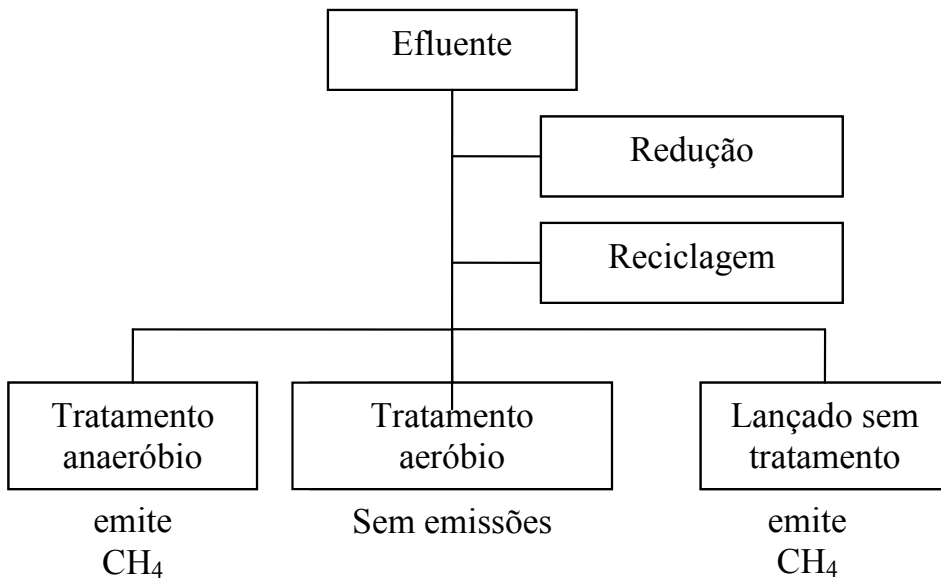 Efluente
Redução
Reciclagem
Tratamento
anaeróbio
Tratamento
aeróbio
Lançado sem
tratamento
emite
CH₄
Sem emissões
emite
CH₄